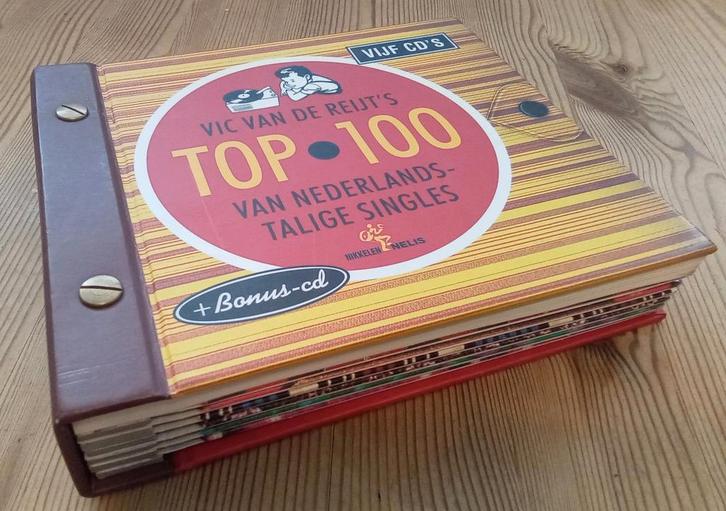 VIJF CD'S
VIC VAN DE REIJT'S
TOP•100
VAN NEDERLANDS-
TALIGE SINGLES
NIKKELEN NELIS
+ Bonus-cd